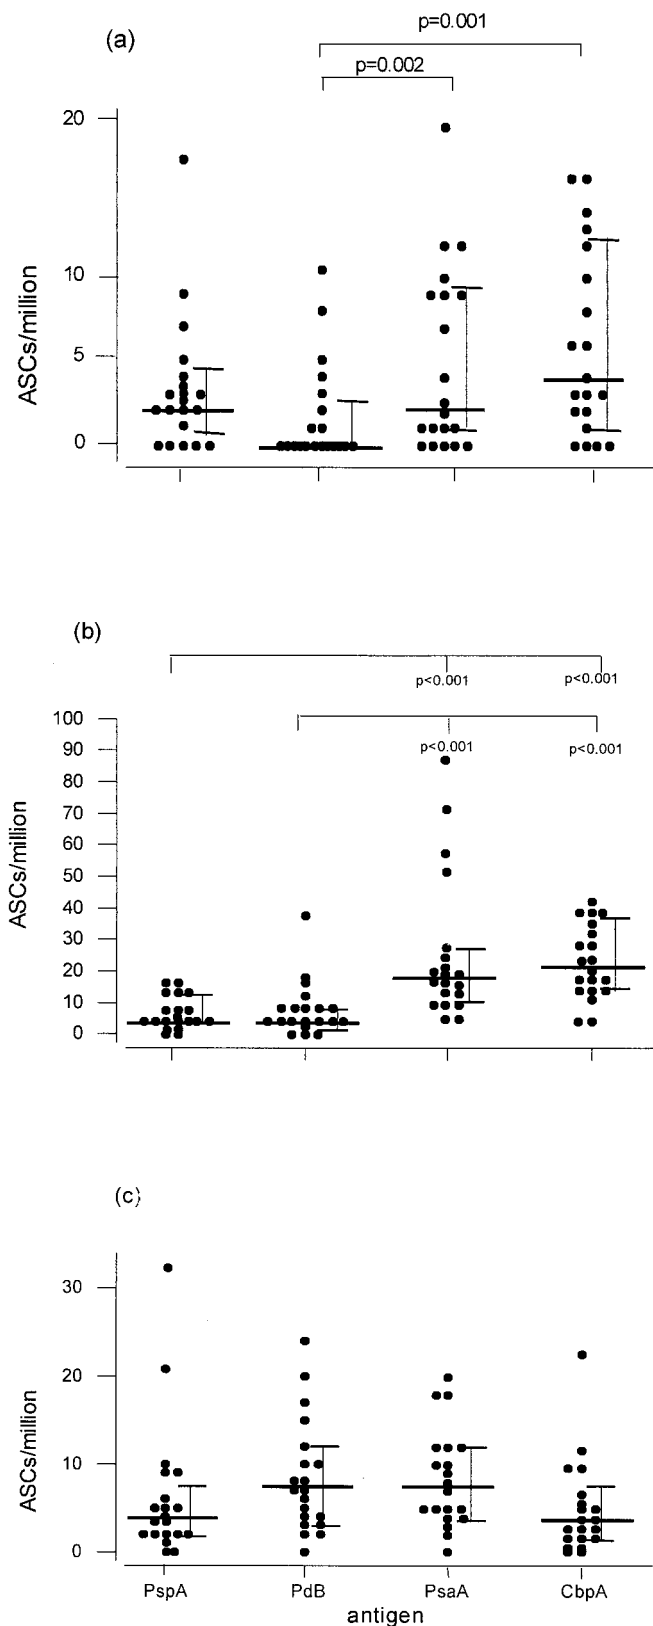 (a)
p=0.001
p=0.002
20
10
5
0
ASCs/million
(b)
p<0.001 p<0.001
p<0.001 p<0.001
100
90
80
70
60
50
40
30
20
10
0
ASCs/million
(c)
30
20
10
0
ASCs/million
PspA PdB PsaA CbpA
antigen